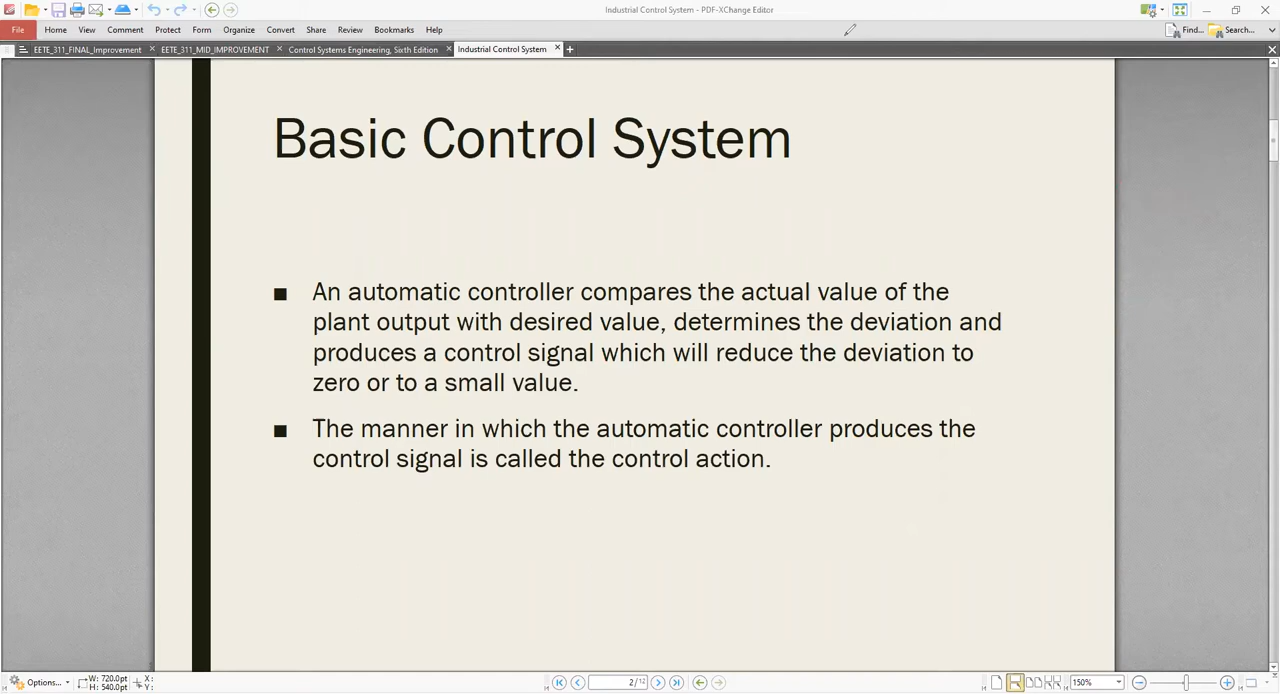 Industrial Control System - PDF-XChange Editor
File Home View Comment Protect Form Organize Convert Share Review Bookmarks Help Find... Search...
EETE_311_FINAL_Improvement EETE_311_MID_IMPROVEMENT Control Systems Engineering, Sixth Edition Industrial Control System
Basic Control System
■ An automatic controller compares the actual value of the
plant output with desired value, determines the deviation and
produces a control signal which will reduce the deviation to
zero or to a small value.
■ The manner in which the automatic controller produces the
control signal is called the control action.
Options... W: 720.0pt X: 2/12 150%
H: 540.0pt Y: